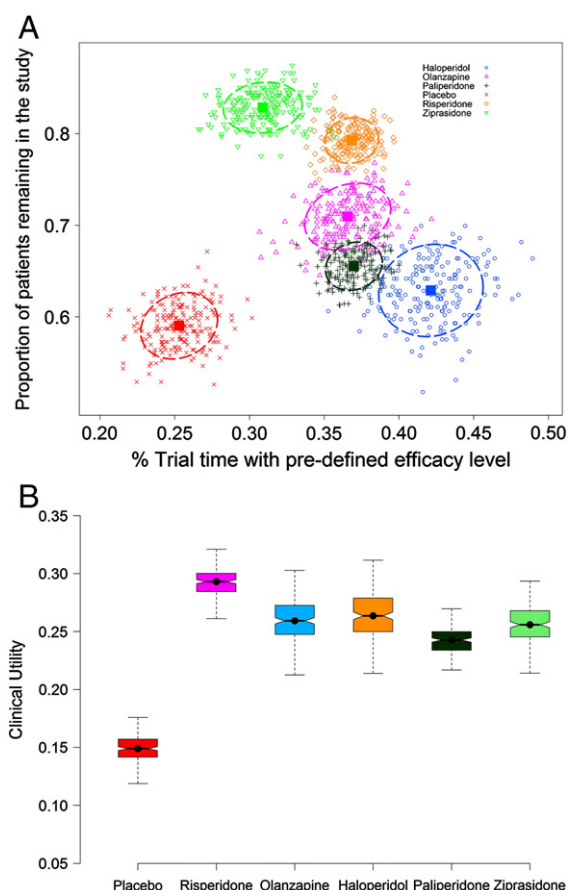 A
Haloperidol
Olanzapine
Paliperidone
Placebo
Risperidone
Ziprasidone
Proportion of patients remaining in the study
0.8
0.7
0.6
0.20 0.25 0.30 0.35 0.40 0.45 0.50
% Trial time with pre-defined efficacy level
B
Clinical Utility
0.35
0.30
0.25
0.20
0.15
0.10
0.05
Placebo Risperidone Olanzapine Haloperidol Paliperidone Ziprasidone